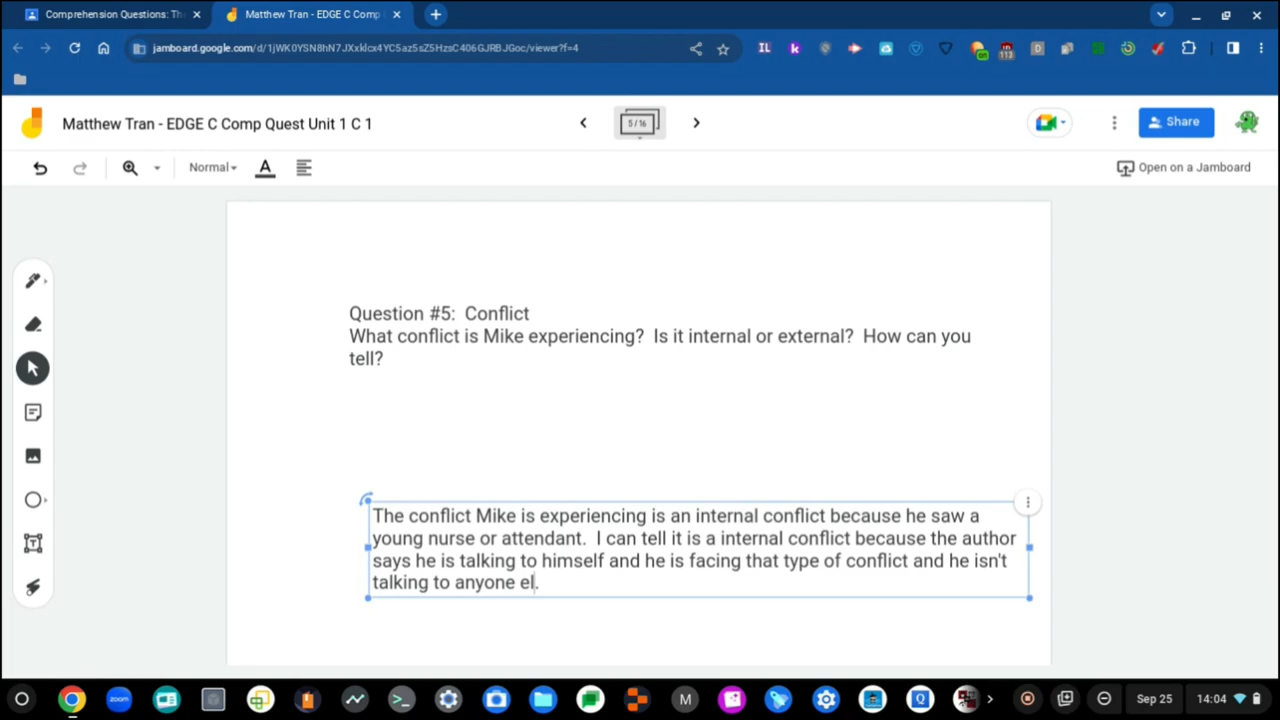 Comprehension Questions: Th
Matthew Tran - EDGE C Comp
jamboard.google.com/d/1jWK0YSN8hN7JXxklcx4YC5az5sZ5HzsC406GJRBJGoc/viewer?f=4
Matthew Tran - EDGE C Comp Quest Unit 1 C 1
5 / 16
Share
Normal
A
Open on a Jamboard
Question #5:  Conflict
What conflict is Mike experiencing?  Is it internal or external?  How can you
tell?
The conflict Mike is experiencing is an internal conflict because he saw a
young nurse or attendant.  I can tell it is a internal conflict because the author
says he is talking to himself and he is facing that type of conflict and he isn't
talking to anyone el.
zoom
M
Q
Sep 25
14:04